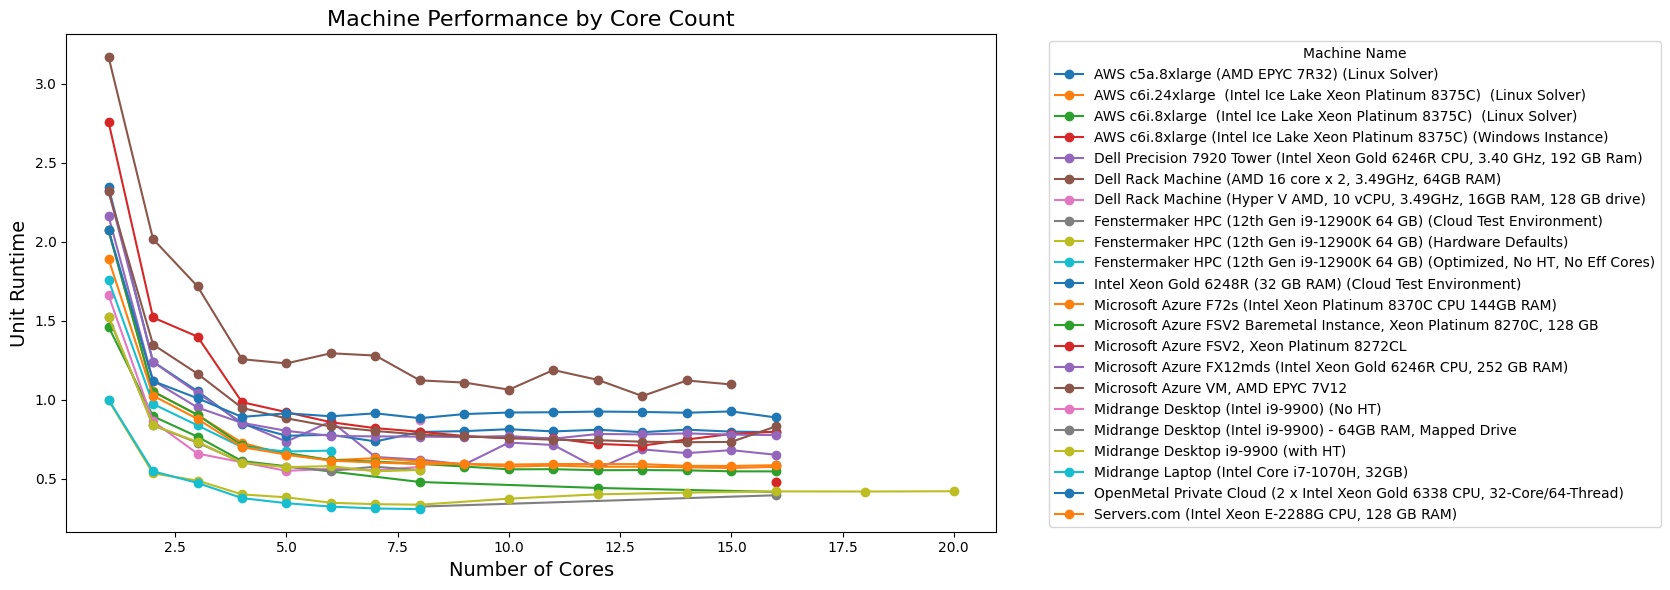 Machine Performance by Core Count
Unit Runtime
3.0
2.5
2.0
1.5
1.0
0.5
2.5 5.0 7.5 10.0 12.5 15.0 17.5 20.0
Number of Cores
Machine Name
AWS c5a.8xlarge (AMD EPYC 7R32) (Linux Solver)
AWS c6i.24xlarge  (Intel Ice Lake Xeon Platinum 8375C)  (Linux Solver)
AWS c6i.8xlarge  (Intel Ice Lake Xeon Platinum 8375C)  (Linux Solver)
AWS c6i.8xlarge (Intel Ice Lake Xeon Platinum 8375C) (Windows Instance)
Dell Precision 7920 Tower (Intel Xeon Gold 6246R CPU, 3.40 GHz, 192 GB Ram)
Dell Rack Machine (AMD 16 core x 2, 3.49GHz, 64GB RAM)
Dell Rack Machine (Hyper V AMD, 10 vCPU, 3.49GHz, 16GB RAM, 128 GB drive)
Fenstermaker HPC (12th Gen i9-12900K 64 GB) (Cloud Test Environment)
Fenstermaker HPC (12th Gen i9-12900K 64 GB) (Hardware Defaults)
Fenstermaker HPC (12th Gen i9-12900K 64 GB) (Optimized, No HT, No Eff Cores)
Intel Xeon Gold 6248R (32 GB RAM) (Cloud Test Environment)
Microsoft Azure F72s (Intel Xeon Platinum 8370C CPU 144GB RAM)
Microsoft Azure FSV2 Baremetal Instance, Xeon Platinum 8270C, 128 GB
Microsoft Azure FSV2, Xeon Platinum 8272CL
Microsoft Azure FX12mds (Intel Xeon Gold 6246R CPU, 252 GB RAM)
Microsoft Azure VM, AMD EPYC 7V12
Midrange Desktop (Intel i9-9900) (No HT)
Midrange Desktop (Intel i9-9900) - 64GB RAM, Mapped Drive
Midrange Desktop i9-9900 (with HT)
Midrange Laptop (Intel Core i7-1070H, 32GB)
OpenMetal Private Cloud (2 x Intel Xeon Gold 6338 CPU, 32-Core/64-Thread)
Servers.com (Intel Xeon E-2288G CPU, 128 GB RAM)